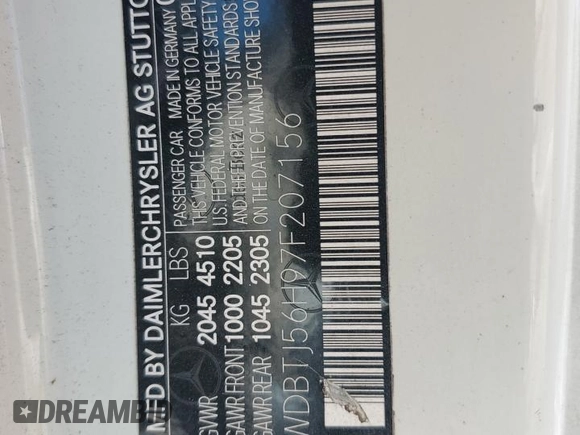 MFD BY DAIMLERCHRYSLER AG STUTTG
KG LBS
GVWR 2045 4510
GAWR FRONT 1000 2205
GAWR REAR 1045 2305
PASSENGER CAR MADE IN GERMANY
THIS VEHICLE CONFORMS TO ALL APPL
U.S. FEDERAL MOTOR VEHICLE SAFETY
AND THEFT PREVENTION STANDARDS
ON THE DATE OF MANUFACTURE SHO
WDBTJ56H97F207156
DREAMBID